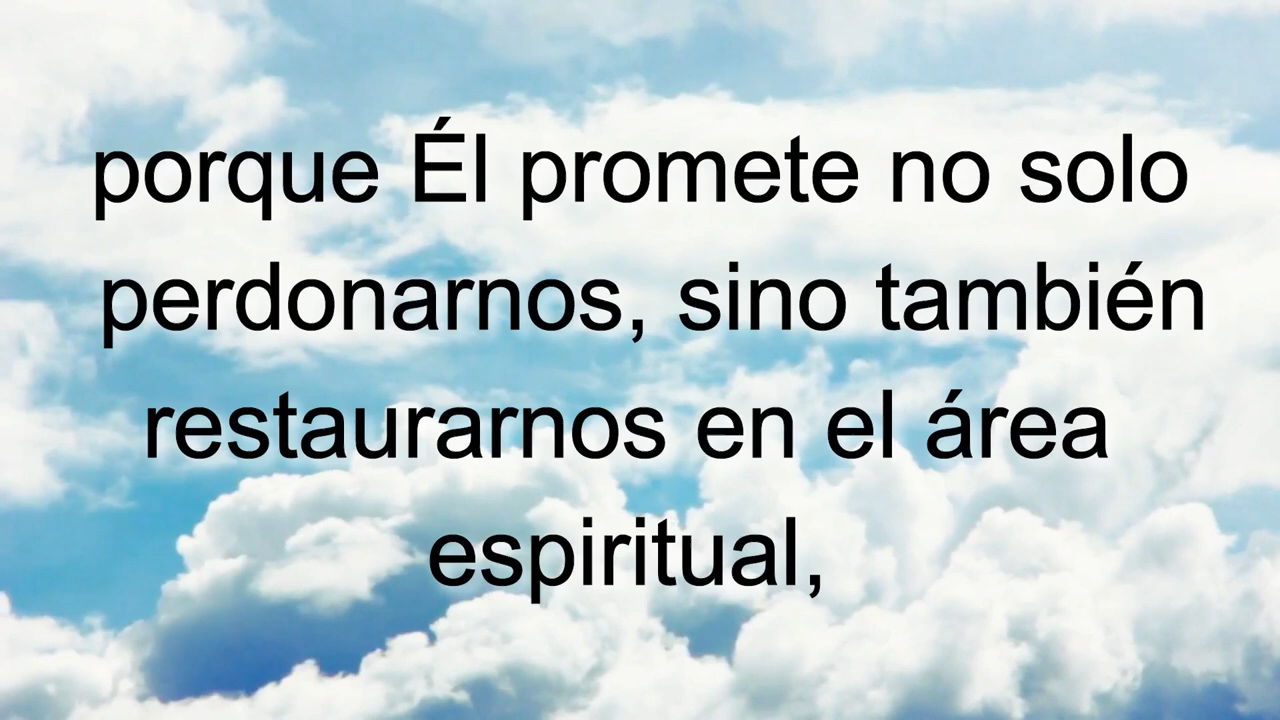 porque Él promete no solo
perdonarnos, sino también
restaurarnos en el área
espiritual,